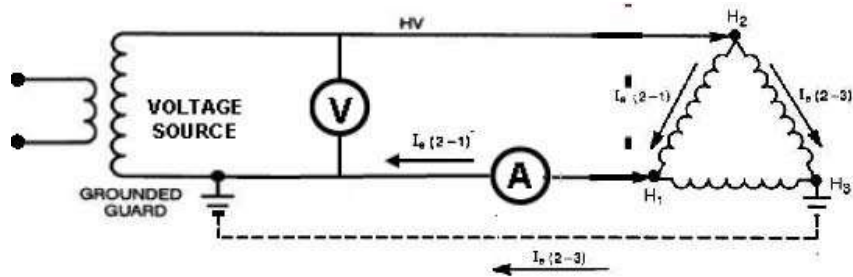 HV
H₂
VOLTAGE
SOURCE
V
Iₑ (2-1)
Iₑ (2-3)
Iₑ (2-1)
A
GROUNDED
GUARD
H₁
H₃
Iₑ (2-3)